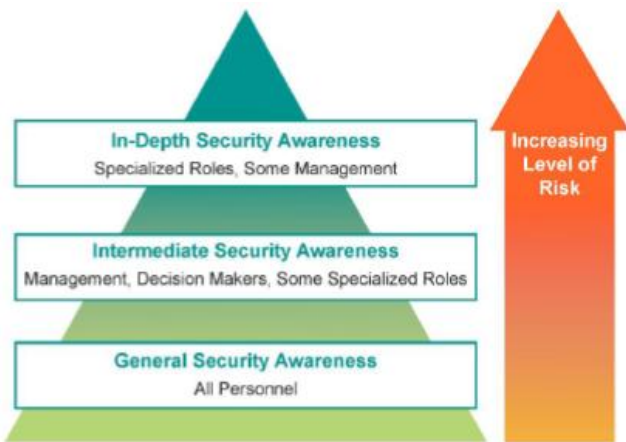 In-Depth Security Awareness
Specialized Roles, Some Management
Increasing
Level of
Risk
Intermediate Security Awareness
Management, Decision Makers, Some Specialized Roles
General Security Awareness
All Personnel